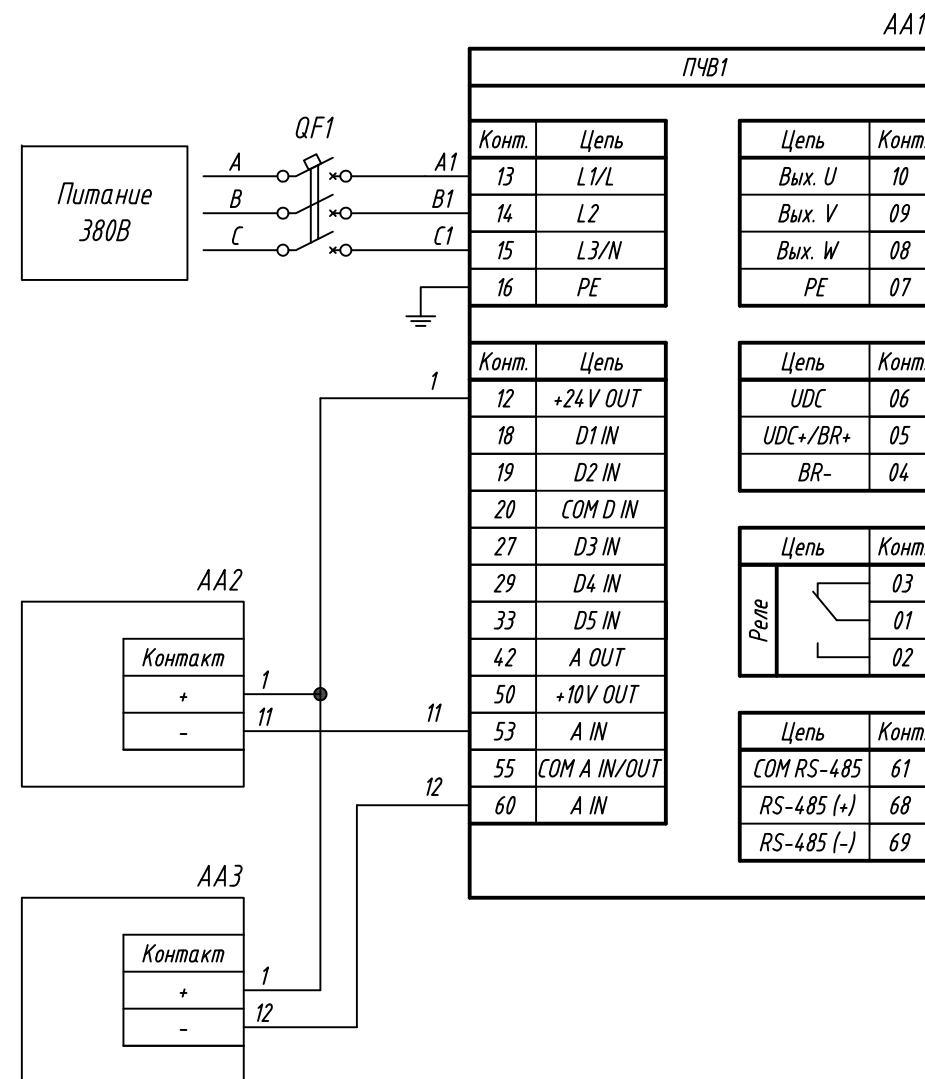 AA1
ПЧВ1
QF1
Питание
380В
A A1
B B1
C C1
Конт. Цепь
13 L1/L
14 L2
15 L3/N
16 PE
Цепь Конт.
Вых. U 10
Вых. V 09
Вых. W 08
PE 07
1
Конт. Цепь
12 +24V OUT
18 D1 IN
19 D2 IN
20 COM D IN
27 D3 IN
29 D4 IN
33 D5 IN
42 A OUT
50 +10V OUT
53 A IN
55 COM A IN/OUT
60 A IN
Цепь Конт.
UDC 06
UDC+/BR+ 05
BR- 04
Цепь Конт.
Реле
03
01
02
Цепь Конт.
COM RS-485 61
RS-485 (+) 68
RS-485 (-) 69
AA2
Контакт
+ 1
- 11
11
12
AA3
Контакт
+ 1
- 12